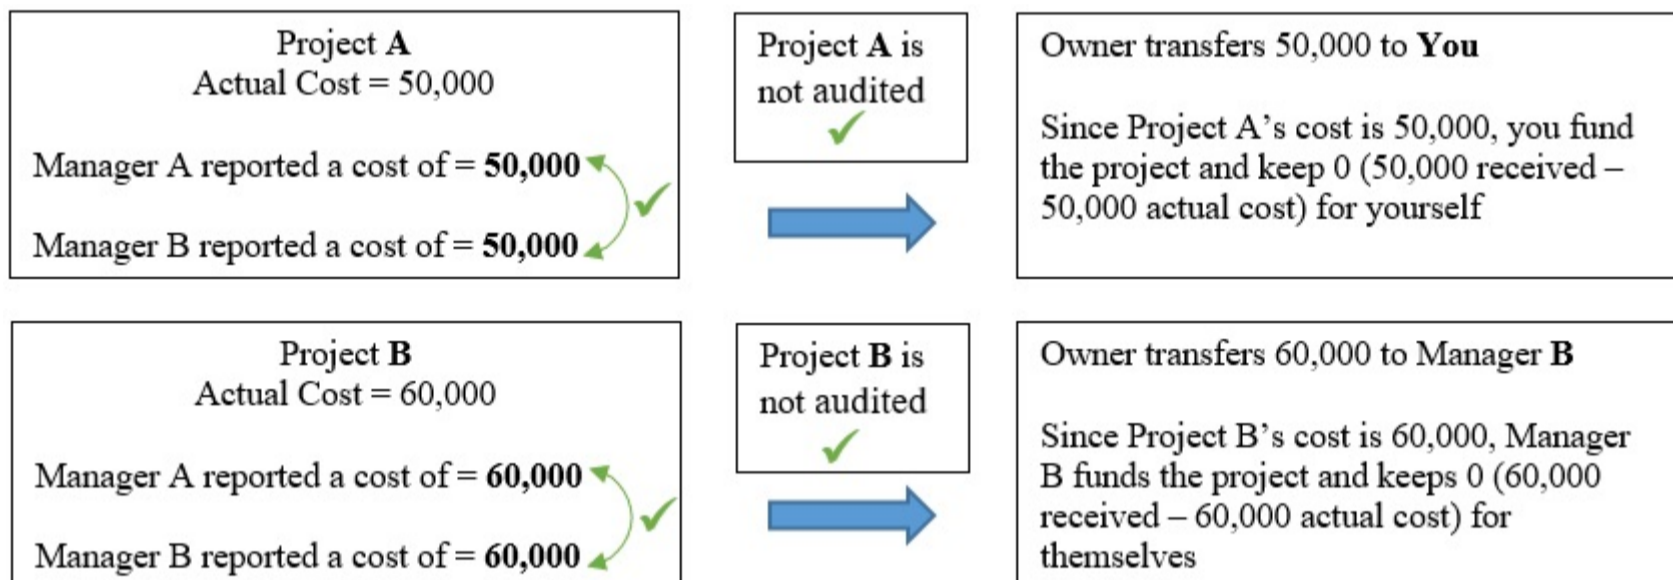 Project A
Actual Cost = 50,000
Manager A reported a cost of = 50,000
Manager B reported a cost of = 50,000
Project A is
not audited
Owner transfers 50,000 to You
Since Project A’s cost is 50,000, you fund
the project and keep 0 (50,000 received –
50,000 actual cost) for yourself
Project B
Actual Cost = 60,000
Manager A reported a cost of = 60,000
Manager B reported a cost of = 60,000
Project B is
not audited
Owner transfers 60,000 to Manager B
Since Project B’s cost is 60,000, Manager
B funds the project and keeps 0 (60,000
received – 60,000 actual cost) for
themselves